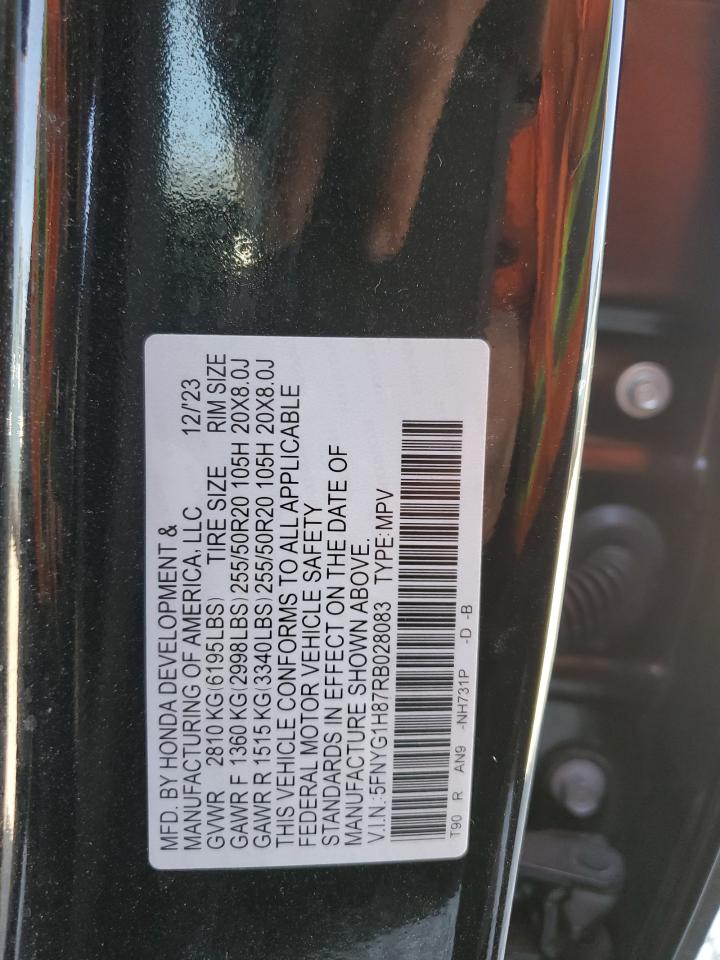 MFD. BY HONDA DEVELOPMENT &
MANUFACTURING OF AMERICA, LLC 12/'23
GVWR 2810 KG(6195LBS) TIRE SIZE RIM SIZE
GAWR F 1360 KG(2998LBS) 255/50R20 105H 20X8.0J
GAWR R 1515 KG(3340LBS) 255/50R20 105H 20X8.0J
THIS VEHICLE CONFORMS TO ALL APPLICABLE
FEDERAL MOTOR VEHICLE SAFETY
STANDARDS IN EFFECT ON THE DATE OF
MANUFACTURE SHOWN ABOVE.
V.I.N.:5FNYG1H87RB028083 TYPE:MPV
T90 R AN9 -NH731P -D -B